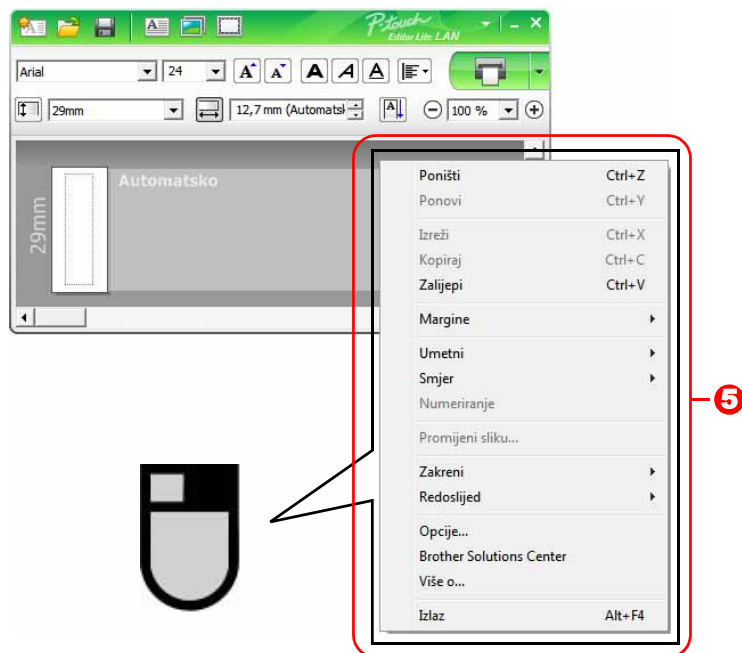 P-touch
Editor Lite LAN
Arial 24 A A A A A
29mm 12,7 mm (Automatsk A 100 %
29mm
Automatsko
Poništi Ctrl+Z
Ponovi Ctrl+Y
Izreži Ctrl+X
Kopiraj Ctrl+C
Zalijepi Ctrl+V
Margine
Umetni
Smjer
Numeriranje
Promijeni sliku...
Zakreni
Redoslijed
Opcije...
Brother Solutions Center
Više o...
Izlaz Alt+F4
5